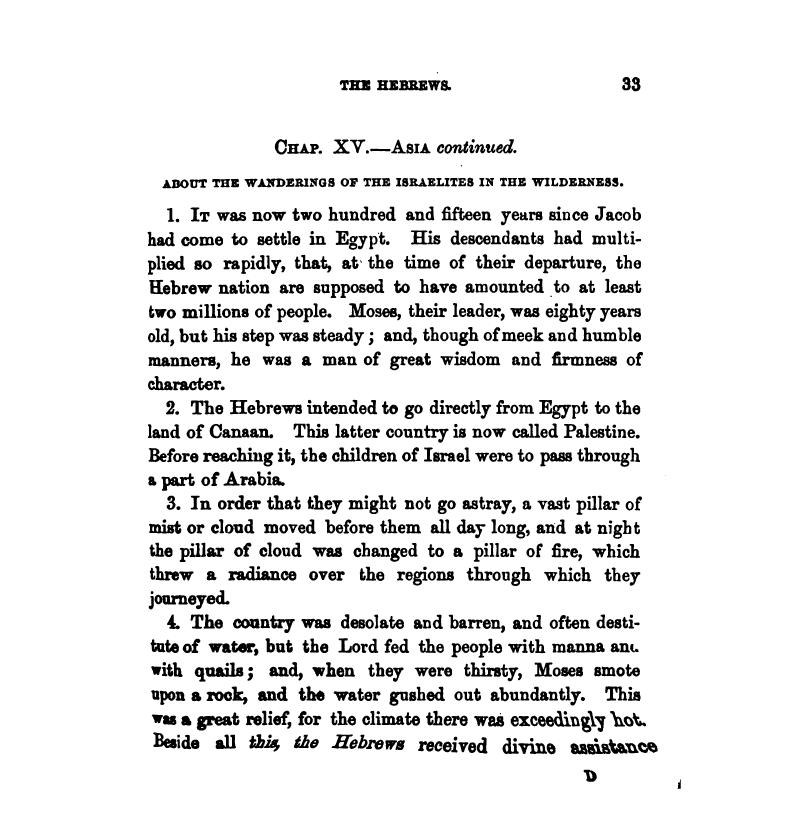 THE HEBREWS. 33
CHAP. XV.—ASIA continued.
ABOUT THE WANDERINGS OF THE ISRAELITES IN THE WILDERNESS.
1. IT was now two hundred and fifteen years since Jacob
had come to settle in Egypt. His descendants had multi-
plied so rapidly, that, at the time of their departure, the
Hebrew nation are supposed to have amounted to at least
two millions of people. Moses, their leader, was eighty years
old, but his step was steady; and, though of meek and humble
manners, he was a man of great wisdom and firmness of
character.
2. The Hebrews intended to go directly from Egypt to the
land of Canaan. This latter country is now called Palestine.
Before reaching it, the children of Israel were to pass through
a part of Arabia.
3. In order that they might not go astray, a vast pillar of
mist or cloud moved before them all day long, and at night
the pillar of cloud was changed to a pillar of fire, which
threw a radiance over the regions through which they
journeyed.
4. The country was desolate and barren, and often desti-
tute of water, but the Lord fed the people with manna and
with quails; and, when they were thirsty, Moses smote
upon a rock, and the water gushed out abundantly. This
was a great relief, for the climate there was exceedingly hot.
Beside all this, the Hebrews received divine assistance
D